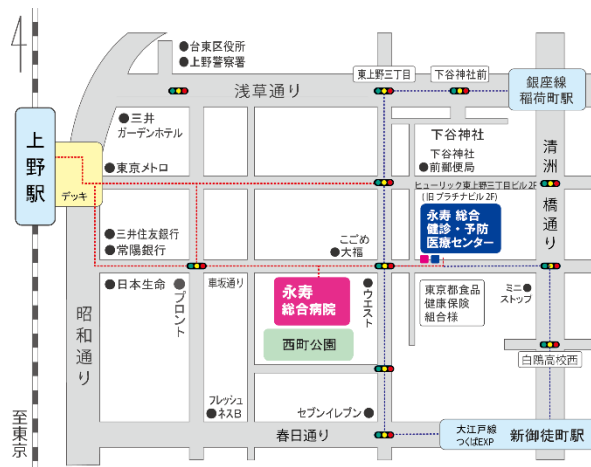 ●台東区役所
●上野警察署
東上野三丁目
下谷神社前
浅草通り
銀座線
稲荷町駅
●三井
ガーデンホテル
下谷神社
上野駅
デッキ
●東京メトロ
下谷神社
●前郵便局
清洲橋通り
ヒューリック東上野三丁目ビル2F
(旧プラチナビル2F)
永寿 総合
健診・予防
医療センター
●三井住友銀行
●常陽銀行
こごめ
●大福
●日本生命
●プロント
車坂通り
永寿
総合病院
●ウエスト
東京都食品
健康保険
組合様
ミニ●
ストップ
昭和通り
西町公園
白鴎高校西
フレッシュ
●ネスB
セブンイレブン●
至東京
春日通り
大江戸線
つくばEXP
新御徒町駅